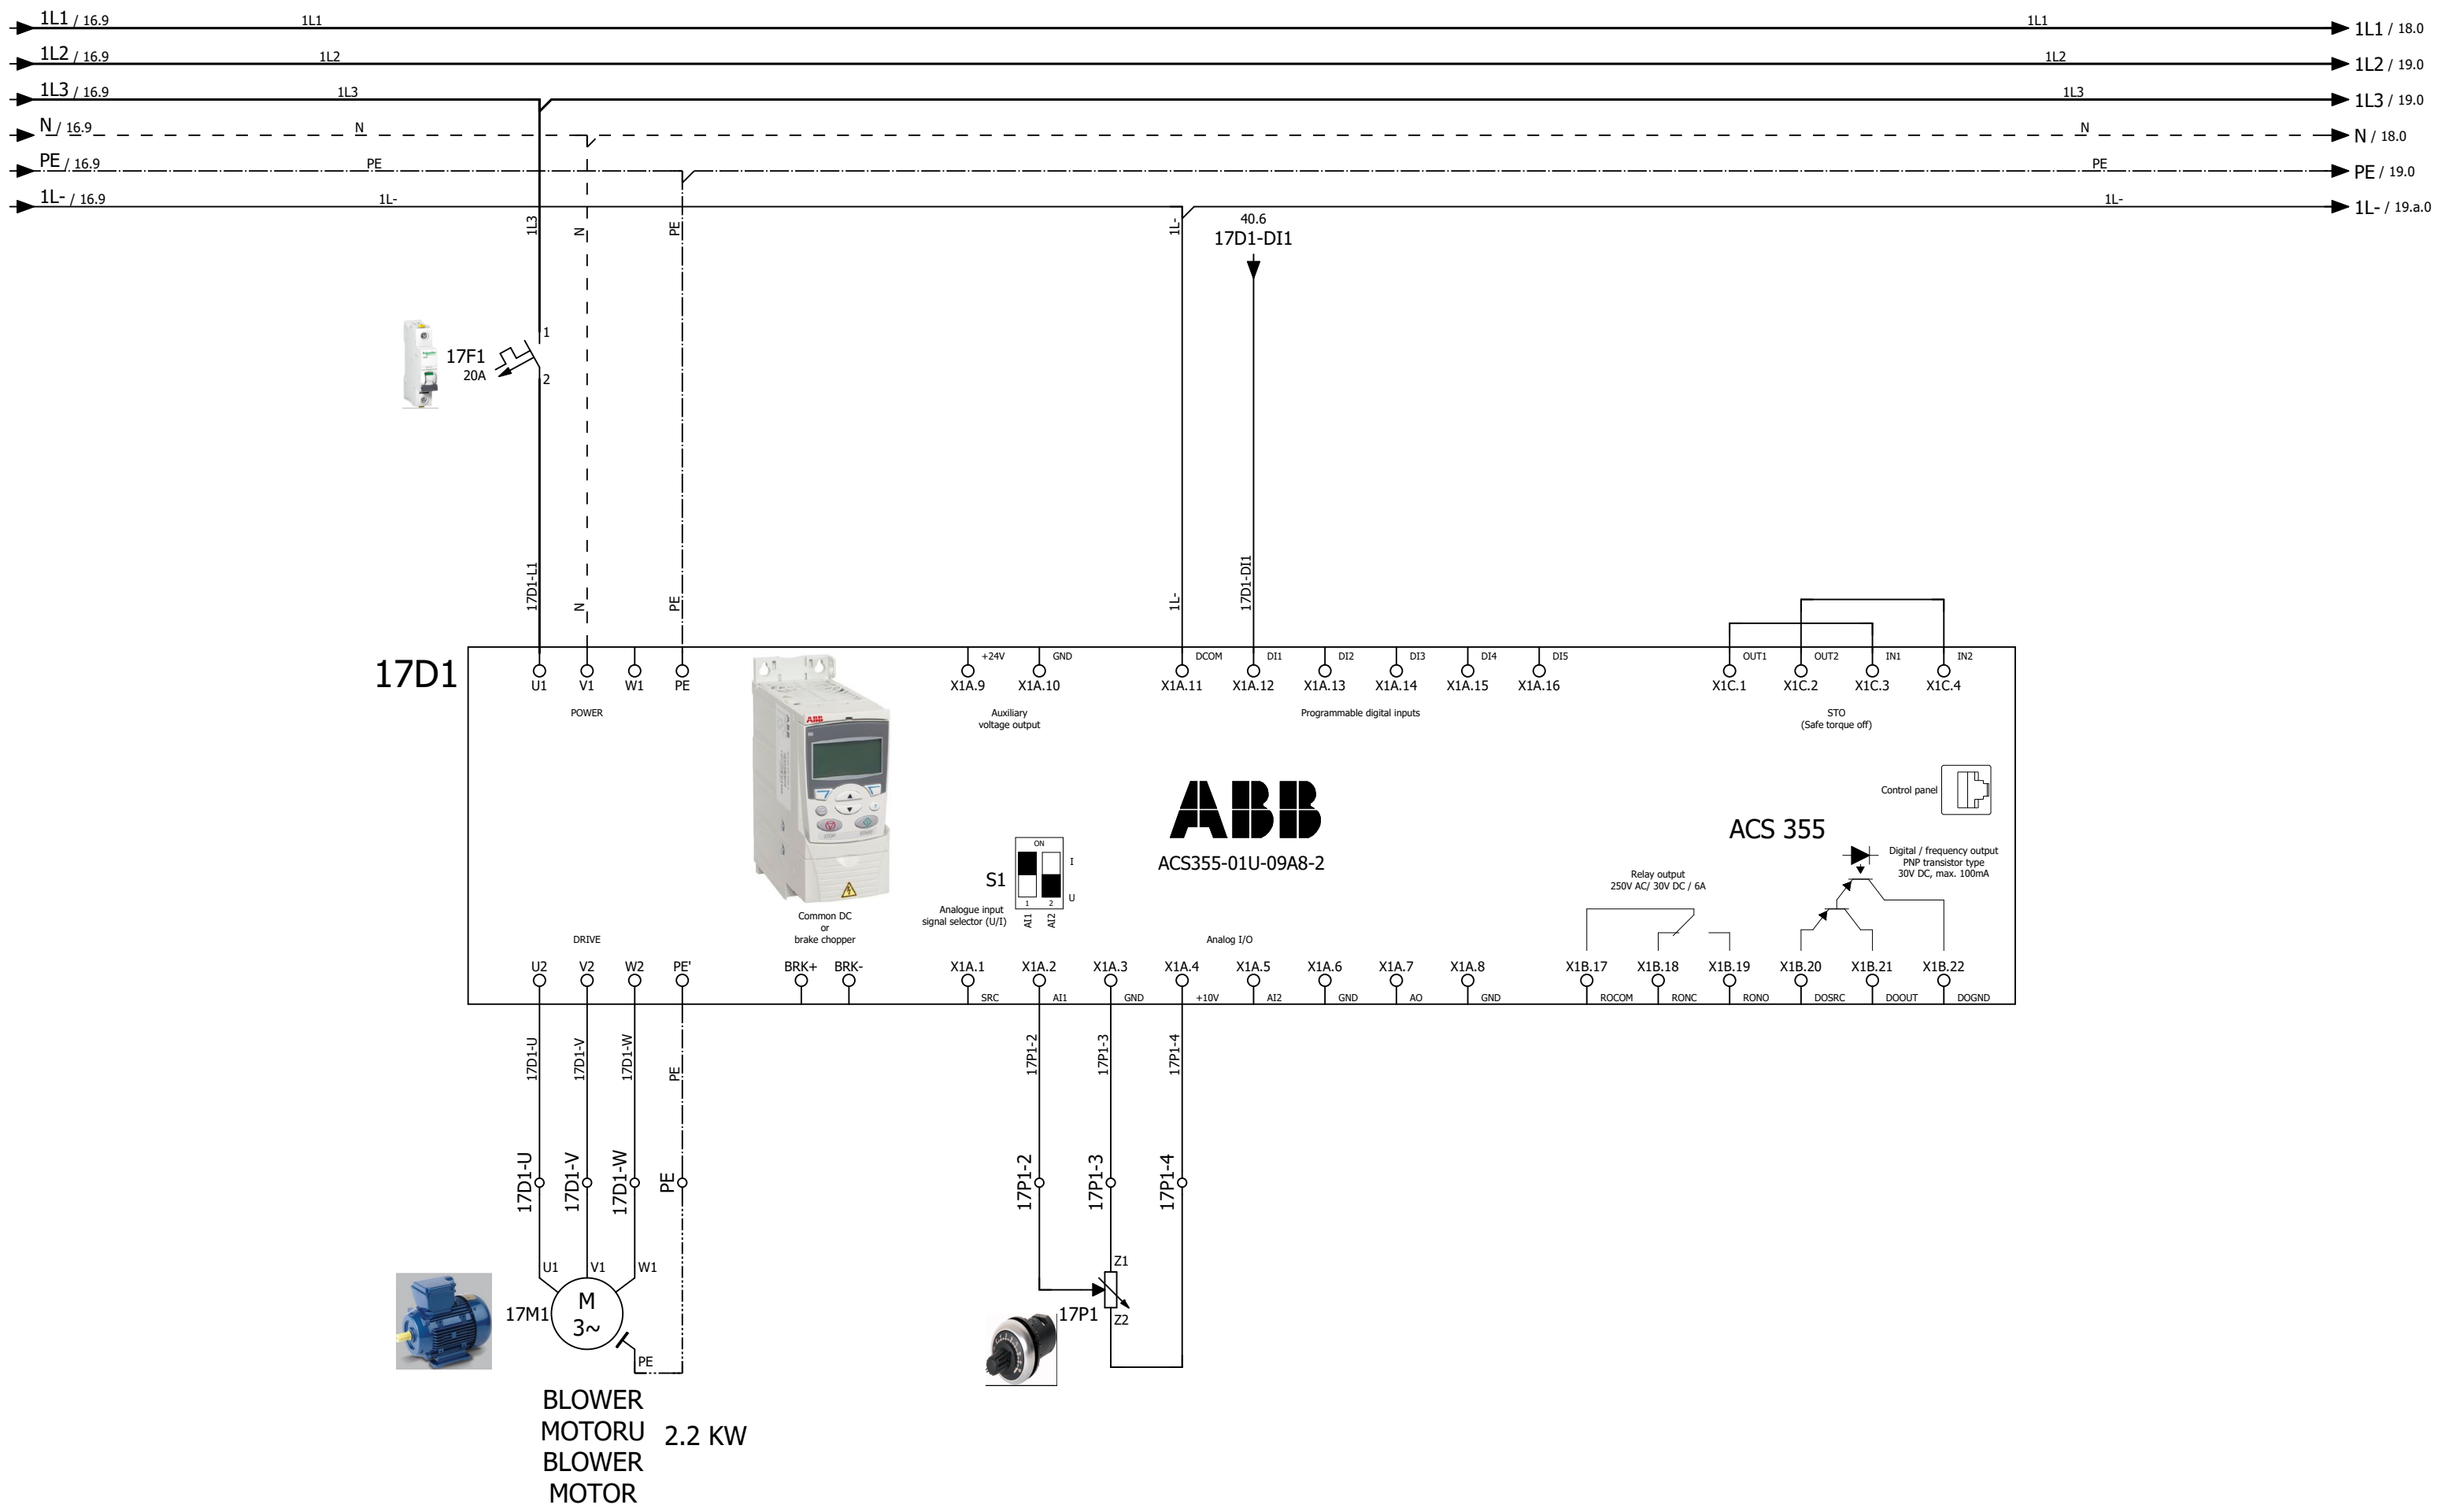 1L1 / 16.9 1L1 1L1 1L1 / 18.0
1L2 / 16.9 1L2 1L2 1L2 / 19.0
1L3 / 16.9 1L3 1L3 1L3 / 19.0
N / 16.9 N N N / 18.0
PE / 16.9 PE PE PE / 19.0
1L- / 16.9 1L- 1L- 1L- / 19.a.0
1L3 N PE 1L-
40.6
17D1-DI1
1
17F1
20A
2
17D1-L1 N PE 1L- 17D1-DI1
17D1
+24V GND DCOM DI1 DI2 DI3 DI4 DI5 OUT1 OUT2 IN1 IN2
U1 V1 W1 PE X1A.9 X1A.10 X1A.11 X1A.12 X1A.13 X1A.14 X1A.15 X1A.16 X1C.1 X1C.2 X1C.3 X1C.4
POWER
Auxiliary
voltage output
Programmable digital inputs
STO
(Safe torque off)
ABB
Control panel
ABB
ACS 355
ACS355-01U-09A8-2
ON
I
S1
U
1 2
AI1 AI2
Analogue input
signal selector (U/I)
Relay output
250V AC/ 30V DC / 6A
Digital / frequency output
PNP transistor type
30V DC, max. 100mA
Common DC
or
brake chopper
DRIVE
Analog I/O
U2 V2 W2 PE' BRK+ BRK- X1A.1 X1A.2 X1A.3 X1A.4 X1A.5 X1A.6 X1A.7 X1A.8 X1B.17 X1B.18 X1B.19 X1B.20 X1B.21 X1B.22
SRC AI1 GND +10V AI2 GND AO GND ROCOM RONC RONO DOSRC DOOUT DOGND
17D1-U 17D1-V 17D1-W PE 17P1-2 17P1-3 17P1-4
17D1-U 17D1-V 17D1-W PE 17P1-2 17P1-3 17P1-4
U1 V1 W1
Z1
17M1
M
3~
17P1
Z2
PE
BLOWER
MOTORU
BLOWER
MOTOR
2.2 KW